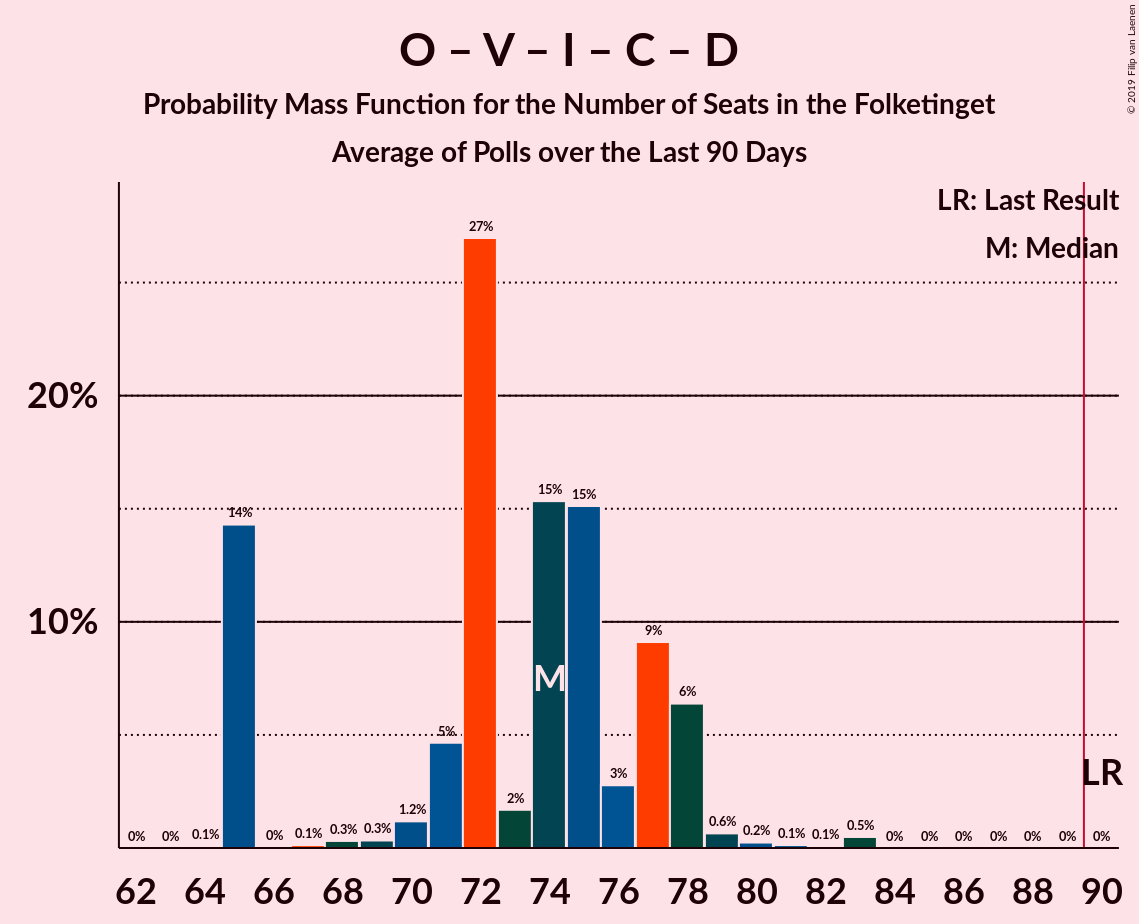 O – V – I – C – D
Probability Mass Function for the Number of Seats in the Folketinget
Average of Polls over the Last 90 Days
© 2019 Filip van Laenen
LR: Last Result
M: Median
20%
10%
0% 0% 0.1% 14% 0% 0.1% 0.3% 0.3% 1.2% 5% 27% 2% 15% 15% 3% 9% 6% 0.6% 0.2% 0.1% 0.1% 0.5% 0% 0% 0% 0% 0% 0% 0%
M
LR
62 64 66 68 70 72 74 76 78 80 82 84 86 88 90